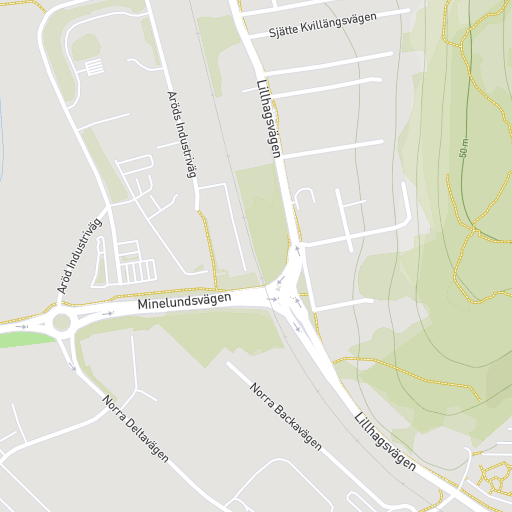 Sjätte Kvillängsvägen
Lillhagsvägen
Aröds Industriväg
50 m
Aröd Industriväg
Minelundsvägen
Norra Deltavägen
Norra Backavägen
Lillhagsvägen